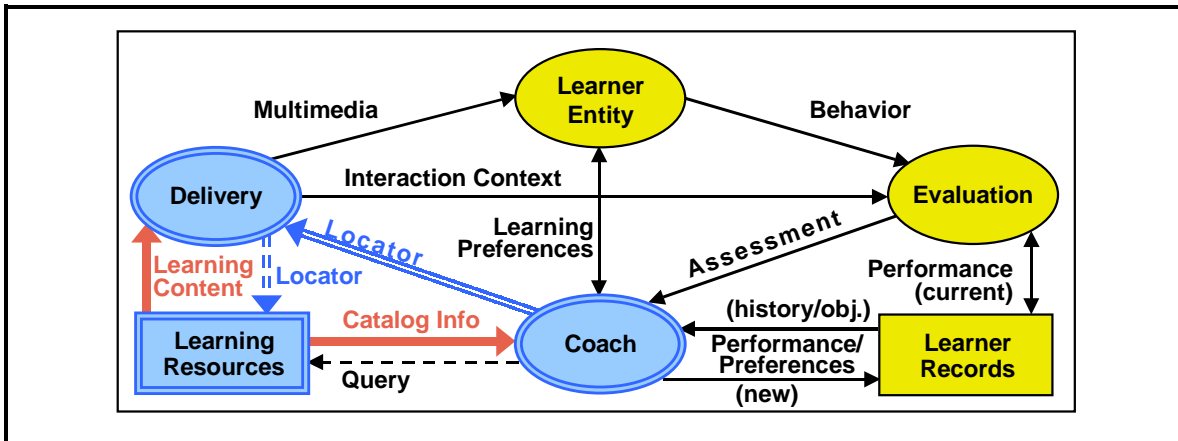 Learner
Entity
Multimedia
Behavior
Delivery
Interaction Context
Evaluation
Locator
Learning
Preferences
Assessment
Learning
Content
Locator
Performance
(current)
Catalog Info
(history/obj.)
Learning
Resources
Coach
Performance/
Preferences
Learner
Records
Query
(new)